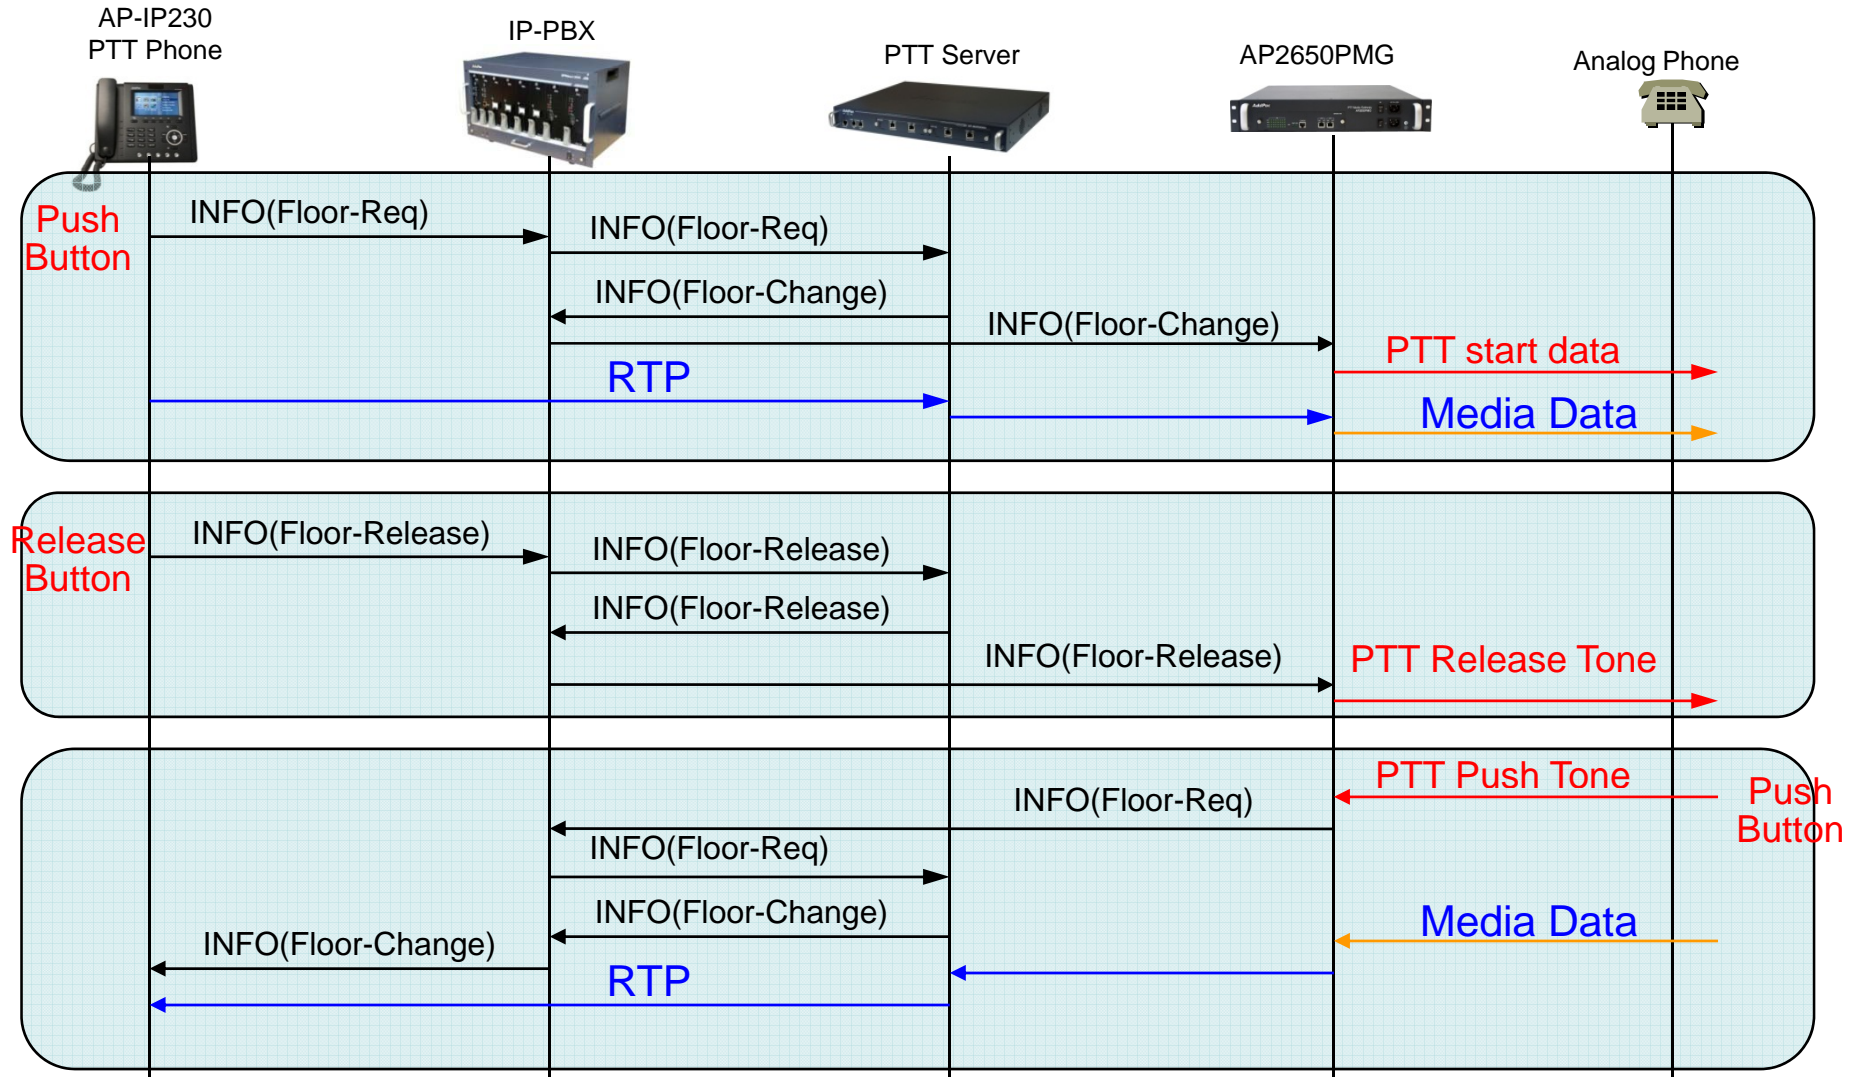 AP-IP230
PTT Phone
IP-PBX
PTT Server
AP2650PMG
Analog Phone
Push
Button
INFO(Floor-Req)
INFO(Floor-Req)
INFO(Floor-Change)
INFO(Floor-Change)
PTT start data
RTP
Media Data
Release
Button
INFO(Floor-Release)
INFO(Floor-Release)
INFO(Floor-Release)
INFO(Floor-Release)
PTT Release Tone
PTT Push Tone
Push
Button
INFO(Floor-Req)
INFO(Floor-Req)
INFO(Floor-Change)
Media Data
INFO(Floor-Change)
RTP